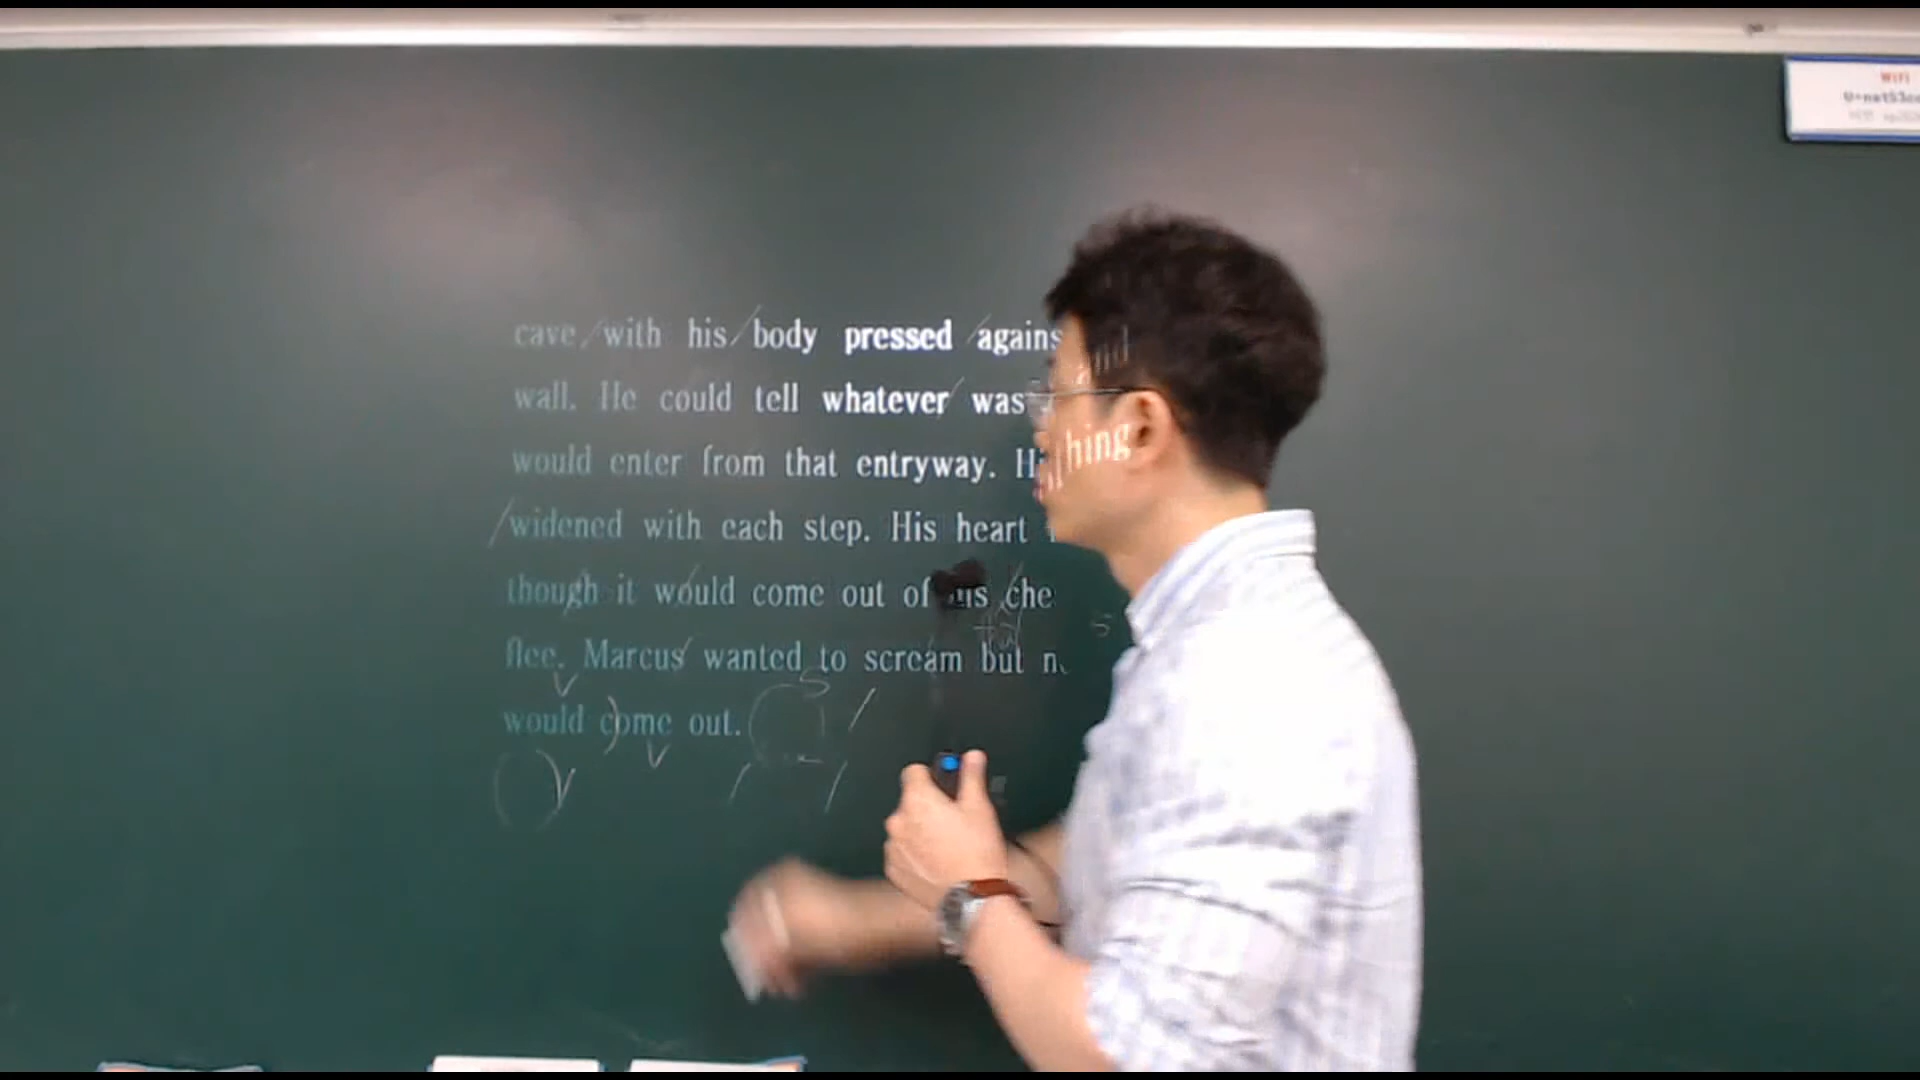 cave with his body pressed agains
wall. He could tell whatever was
hing
would enter from that entryway.
widened with each step. His heart
though it would come out of his che
flee. Marcus wanted to scream but
would come out.
WiFi